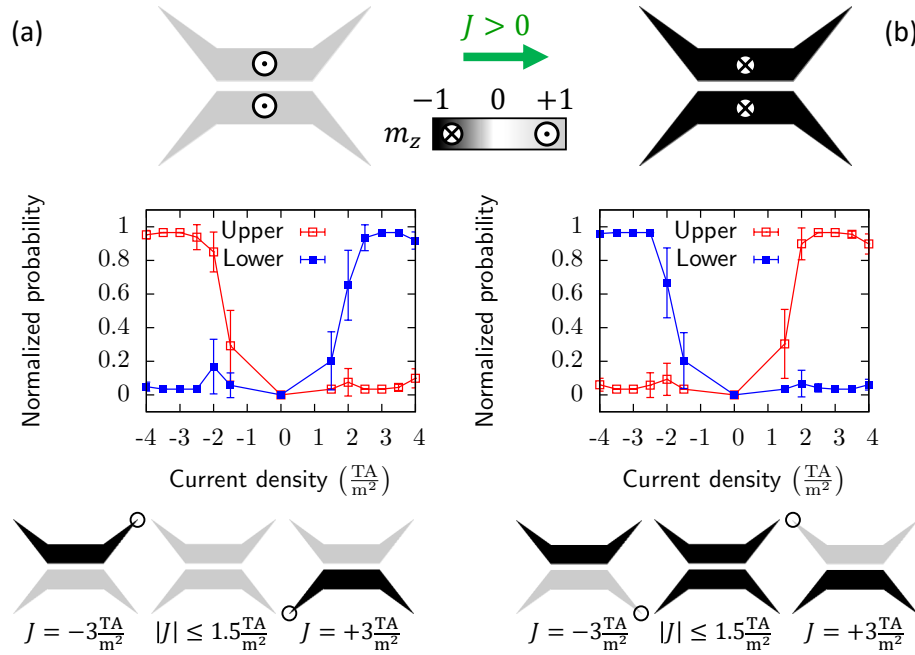 (a)
J > 0
(b)
−1 0 +1
m_z
Normalized probability
1
0.8
0.6
0.4
0.2
0
Upper
Lower
-4 -3 -2 -1 0 1 2 3 4
Current density (TA/m²)
Normalized probability
1
0.8
0.6
0.4
0.2
0
Upper
Lower
-4 -3 -2 -1 0 1 2 3 4
Current density (TA/m²)
J = −3 TA/m² |J| ≤ 1.5 TA/m² J = +3 TA/m²
J = −3 TA/m² |J| ≤ 1.5 TA/m² J = +3 TA/m²